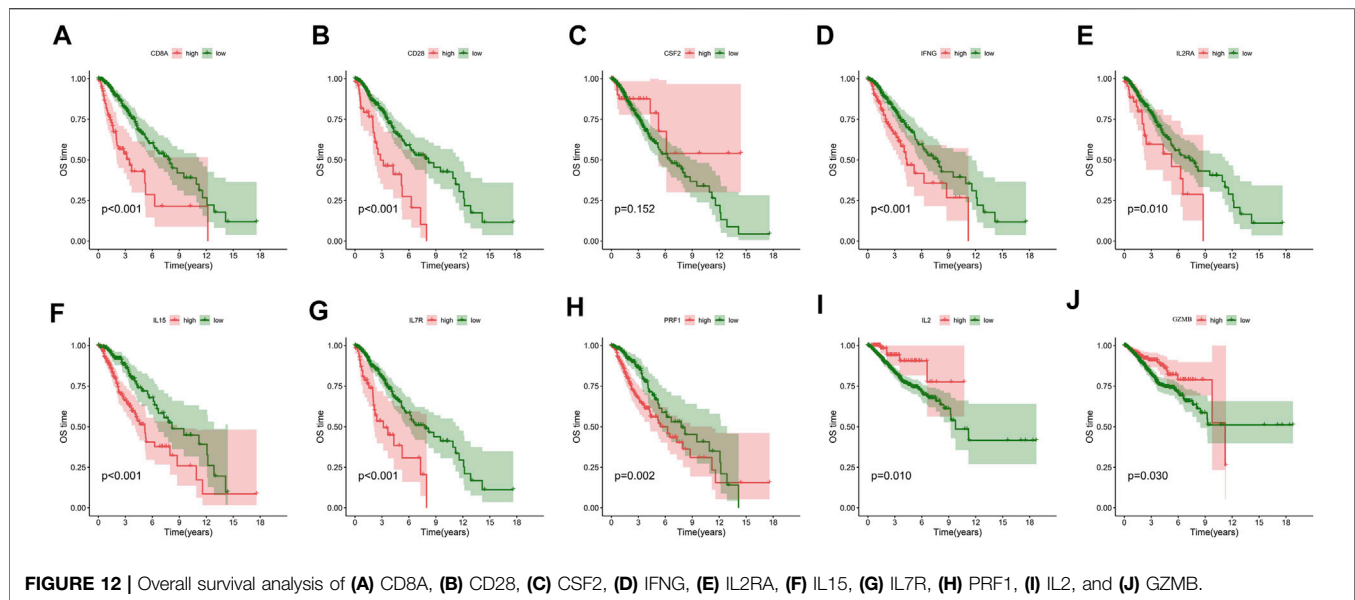 A B C D E
CD8A high low
CD28 high low
CSF2 high low
IFNG high low
IL2RA high low
OS time
1.00
0.75
0.50
0.25
0.00
p<0.001
0 3 6 9 12 15 18
Time(years)
OS time
1.00
0.75
0.50
0.25
0.00
p<0.001
0 3 6 9 12 15 18
Time(years)
OS time
1.00
0.75
0.50
0.25
0.00
p=0.152
0 3 6 9 12 15 18
Time(years)
OS time
1.00
0.75
0.50
0.25
0.00
p<0.001
0 3 6 9 12 15 18
Time(years)
OS time
1.00
0.75
0.50
0.25
0.00
p=0.010
0 3 6 9 12 15 18
Time(years)
F G H I J
IL15 high low
IL7R high low
PRF1 high low
IL2 high low
GZMB high low
OS time
1.00
0.75
0.50
0.25
0.00
p<0.001
0 3 6 9 12 15 18
Time(years)
OS time
1.00
0.75
0.50
0.25
0.00
p<0.001
0 3 6 9 12 15 18
Time(years)
OS time
1.00
0.75
0.50
0.25
0.00
p=0.002
0 3 6 9 12 15 18
Time(years)
OS time
1.00
0.75
0.50
0.25
0.00
p=0.010
0 3 6 9 12 15 18
Time(years)
OS time
1.00
0.75
0.50
0.25
0.00
p=0.030
0 3 6 9 12 15 18
Time(years)
FIGURE 12 | Overall survival analysis of (A) CD8A, (B) CD28, (C) CSF2, (D) IFNG, (E) IL2RA, (F) IL15, (G) IL7R, (H) PRF1, (I) IL2, and (J) GZMB.